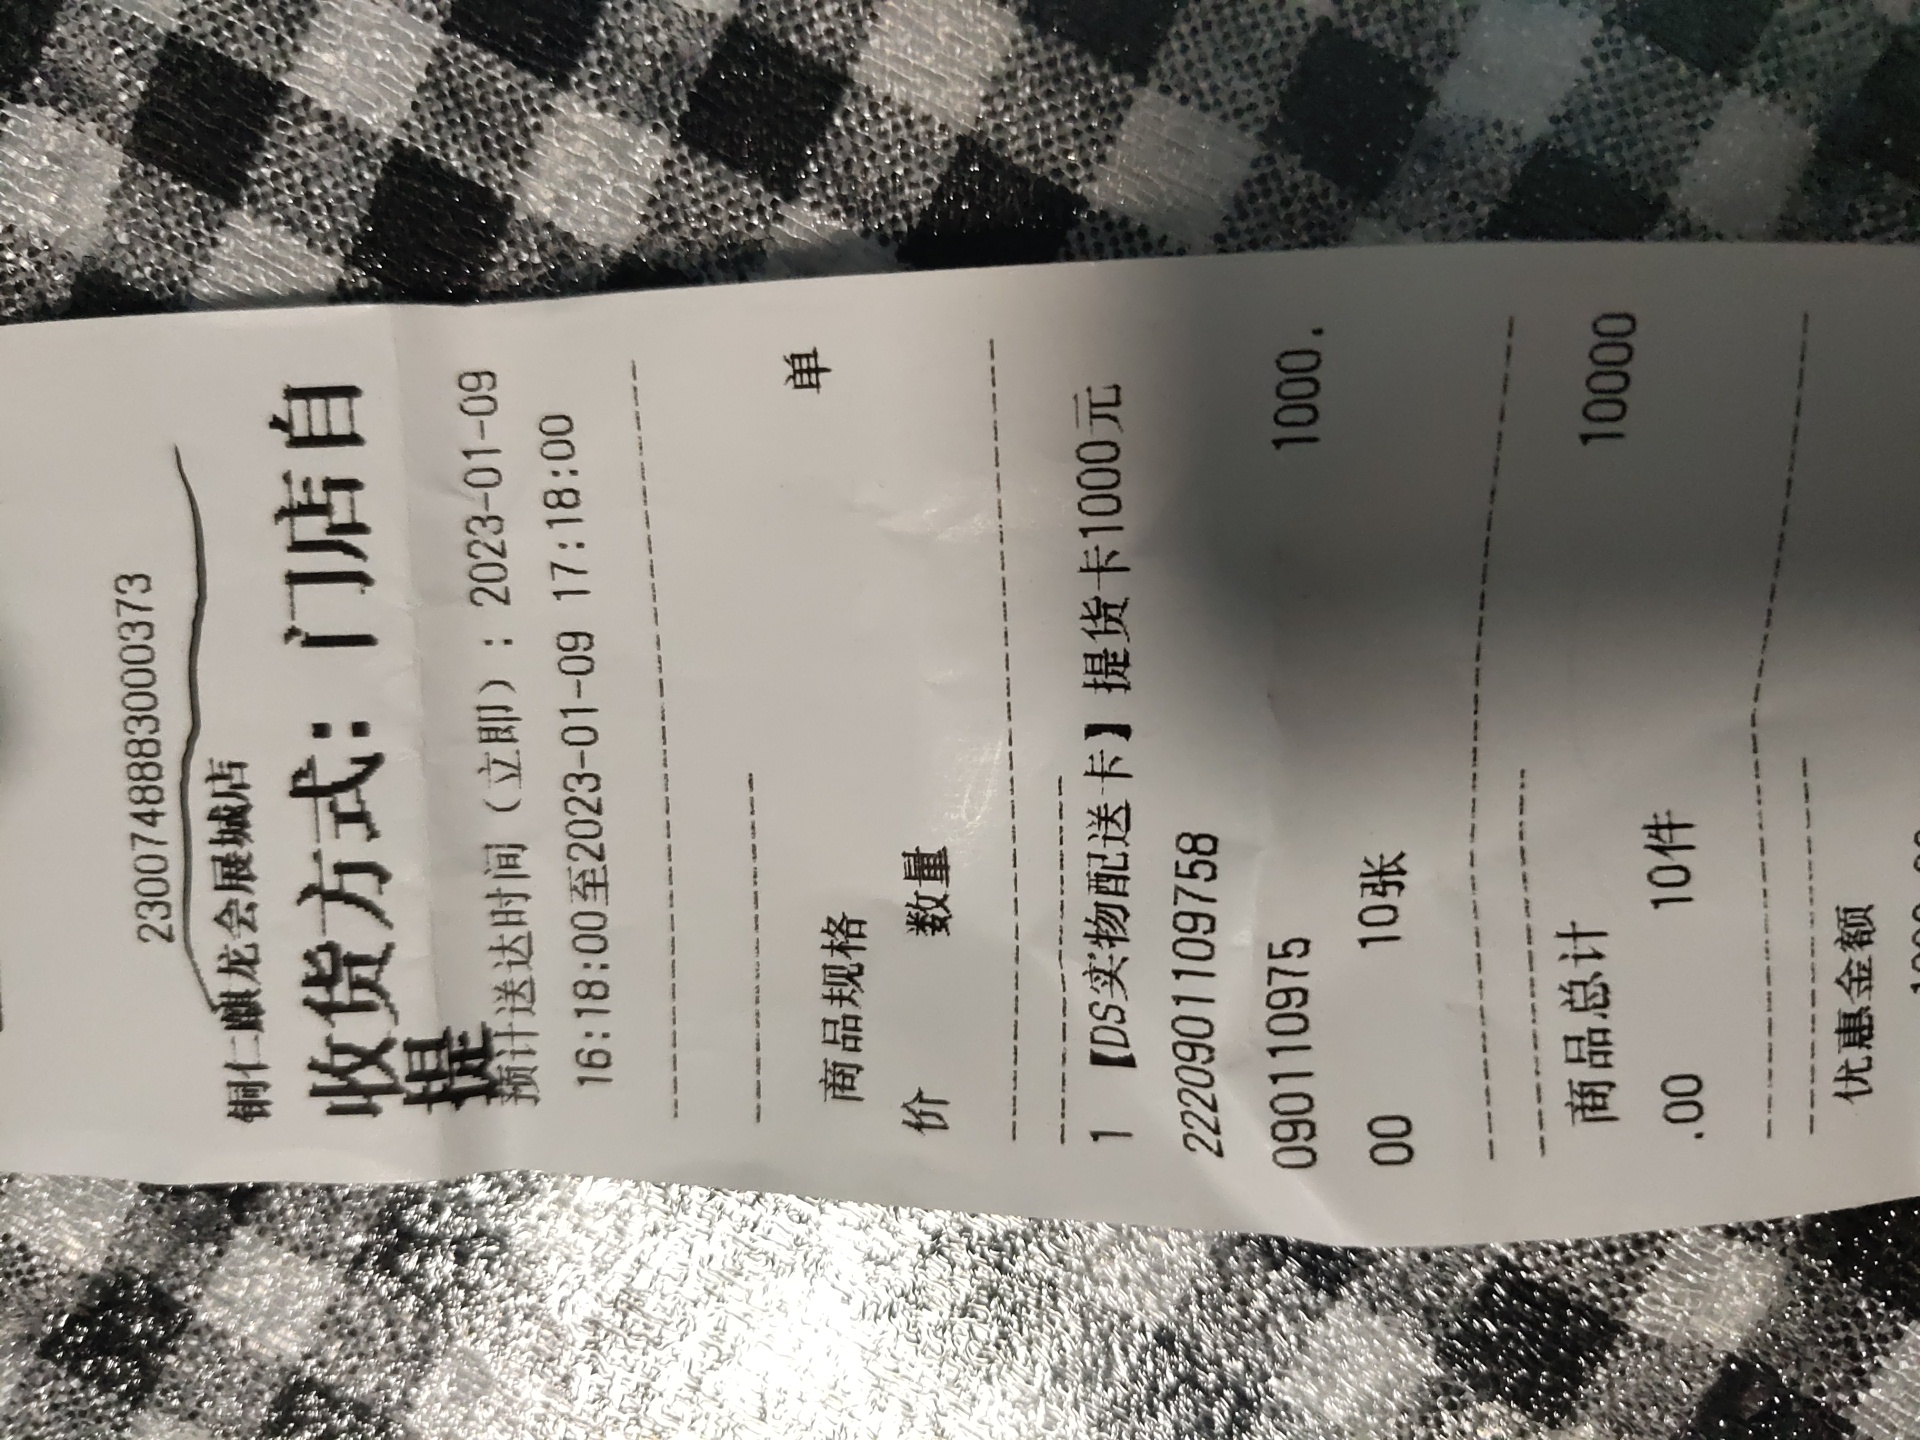 2300748883000373
铜仁二麒龙会展城店
收货方式：门店自
提
预计送达时间（立即）：2023-01-09
16:18:00至2023-01-09 17:18:00
商品规格 单
价 数量
1 【DS实物配送卡】提货卡1000元
2220901109758
090110975 1000.
00 10张
商品总计 10000
.00 10件
优惠金额